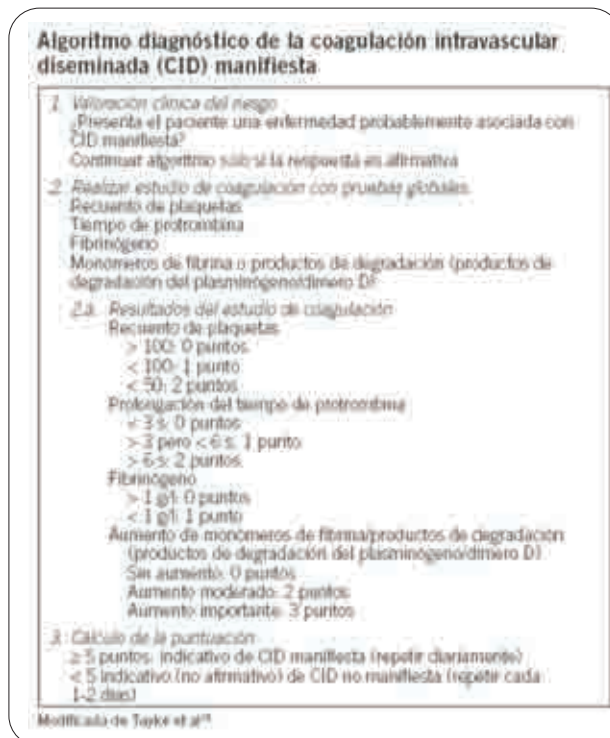 Algoritmo diagnóstico de la coagulación intravascular
diseminada (CID) manifiesta
1. Valoración clínica del riesgo
¿Presenta el paciente una enfermedad probablemente asociada con
CID manifiesta?
Continuar algoritmo sólo si la respuesta es afirmativa
2. Realizar estudio de coagulación con pruebas globales
Recuento de plaquetas
Tiempo de protrombina
Fibrinógeno
Monómeros de fibrina o productos de degradación (productos de
degradación del plasminógeno/dímero D)
2.a. Resultados del estudio de coagulación
Recuento de plaquetas
> 100: 0 puntos
< 100: 1 punto
< 50: 2 puntos
Prolongación del tiempo de protrombina
< 3 s: 0 puntos
> 3 pero < 6 s: 1 punto
> 6 s: 2 puntos
Fibrinógeno
> 1 g/l: 0 puntos
< 1 g/l: 1 punto
Aumento de monómeros de fibrina/productos de degradación
(productos de degradación del plasminógeno/dímero D)
Sin aumento: 0 puntos
Aumento moderado: 2 puntos
Aumento importante: 3 puntos
3. Cálculo de la puntuación
≥ 5 puntos: indicativo de CID manifiesta (repetir diariamente)
< 5 indicativo (no afirmativo) de CID no manifiesta (repetir cada
1-2 días)
Modificada de et al